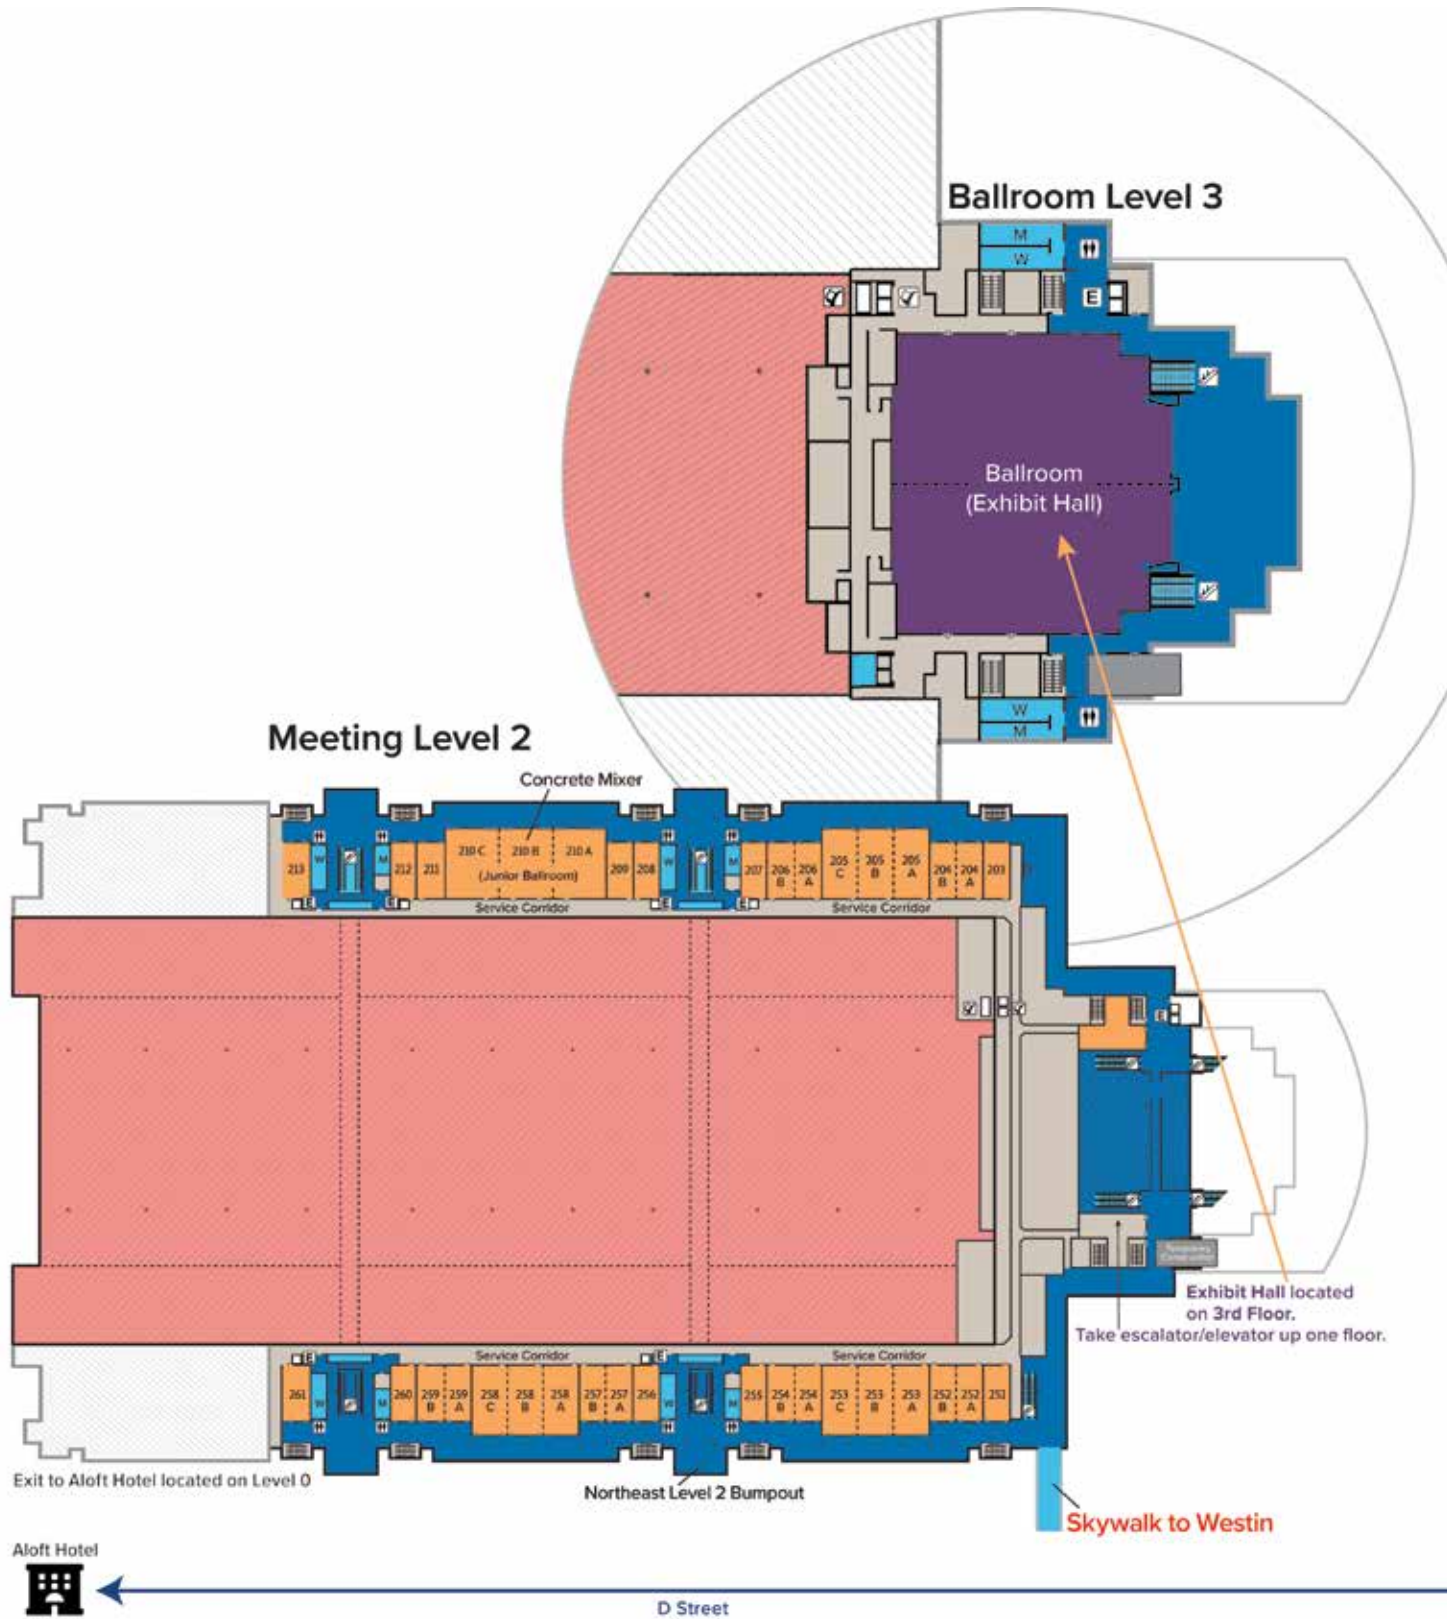 Ballroom Level 3
M
W
E
Ballroom
(Exhibit Hall)
W
M
Meeting Level 2
Concrete Mixer
213
W
M
212
211
210 C
210 B
210 A
(Junior Ballroom)
209
208
W
M
207
206
B
206
A
205
C
205
B
205
A
204
B
204
A
203
E
E
E
E
Service Corridor
Service Corridor
E
Temporary
Construction
Exhibit Hall located
on 3rd Floor.
Take escalator/elevator up one floor.
E
Service Corridor
E
Service Corridor
261
W
M
260
259
B
259
A
258
C
258
B
258
A
257
B
257
A
256
W
M
255
254
B
254
A
253
C
253
B
253
A
252
B
252
A
251
Exit to Aloft Hotel located on Level 0
Northeast Level 2 Bumpout
Skywalk to Westin
Aloft Hotel
D Street